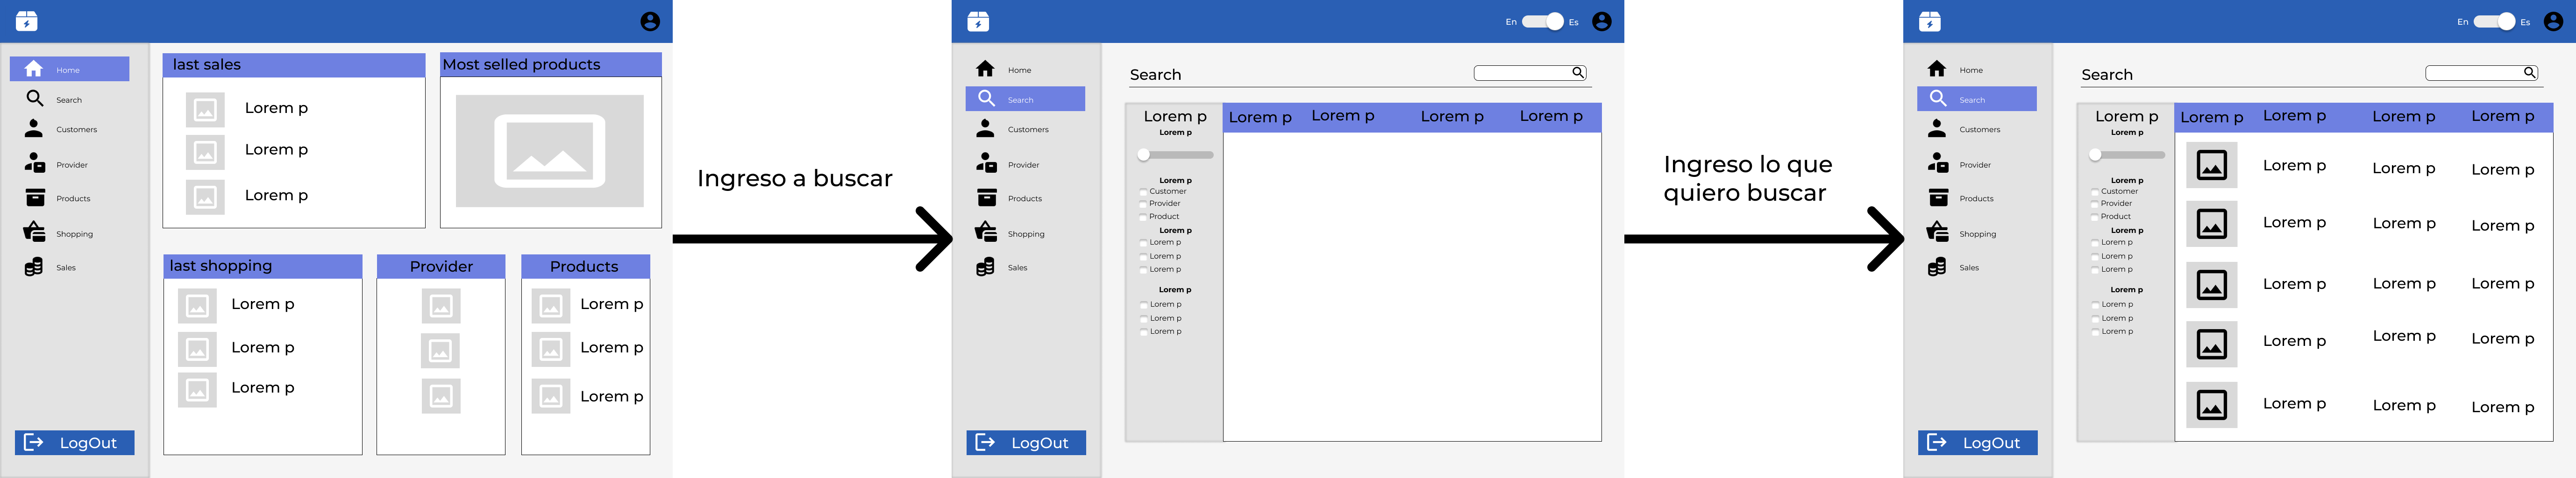 Home
Search
Customers
Provider
Products
Shopping
Sales
LogOut
last sales
Lorem p
Lorem p
Lorem p
Most selled products
last shopping
Lorem p
Lorem p
Lorem p
Provider
Products
Lorem p
Lorem p
Lorem p
Ingreso a buscar
En Es
Home
Search
Customers
Provider
Products
Shopping
Sales
LogOut
Search
Lorem p
Lorem p
Lorem p
Customer
Provider
Product
Lorem p
Lorem p
Lorem p
Lorem p
Lorem p
Lorem p
Lorem p
Lorem p
Lorem p Lorem p Lorem p Lorem p
Ingreso lo que
quiero buscar
En Es
Home
Search
Customers
Provider
Products
Shopping
Sales
LogOut
Search
Lorem p
Lorem p
Lorem p
Customer
Provider
Product
Lorem p
Lorem p
Lorem p
Lorem p
Lorem p
Lorem p
Lorem p
Lorem p
Lorem p Lorem p Lorem p Lorem p
Lorem p Lorem p Lorem p
Lorem p Lorem p Lorem p
Lorem p Lorem p Lorem p
Lorem p Lorem p Lorem p
Lorem p Lorem p Lorem p